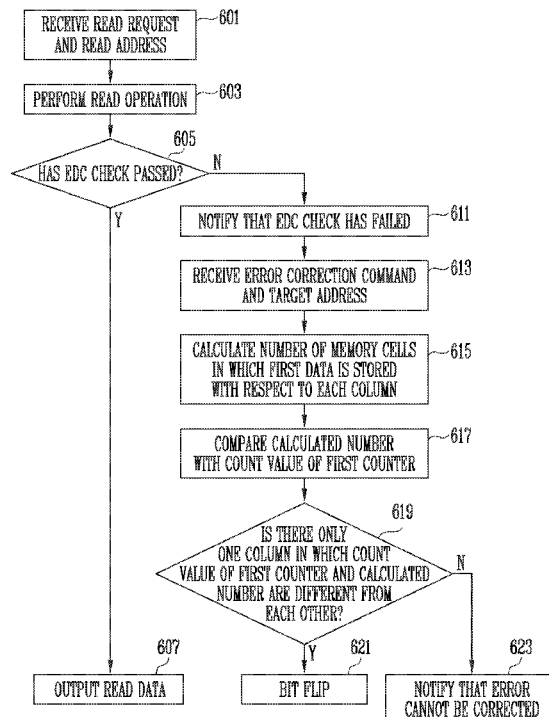 RECEIVE READ REQUEST
AND READ ADDRESS
601
PERFORM READ OPERATION
603
605
HAS EDC CHECK PASSED?
N
Y
NOTIFY THAT EDC CHECK HAS FAILED
611
RECEIVE ERROR CORRECTION COMMAND
AND TARGET ADDRESS
613
CALCULATE NUMBER OF MEMORY CELLS
IN WHICH FIRST DATA IS STORED
WITH RESPECT TO EACH COLUMN
615
COMPARE CALCULATED NUMBER
WITH COUNT VALUE OF FIRST COUNTER
617
619
IS THERE ONLY
ONE COLUMN IN WHICH COUNT
VALUE OF FIRST COUNTER AND CALCULATED
NUMBER ARE DIFFERENT FROM
EACH OTHER?
N
Y
607
OUTPUT READ DATA
621
BIT FLIP
623
NOTIFY THAT ERROR
CANNOT BE CORRECTED